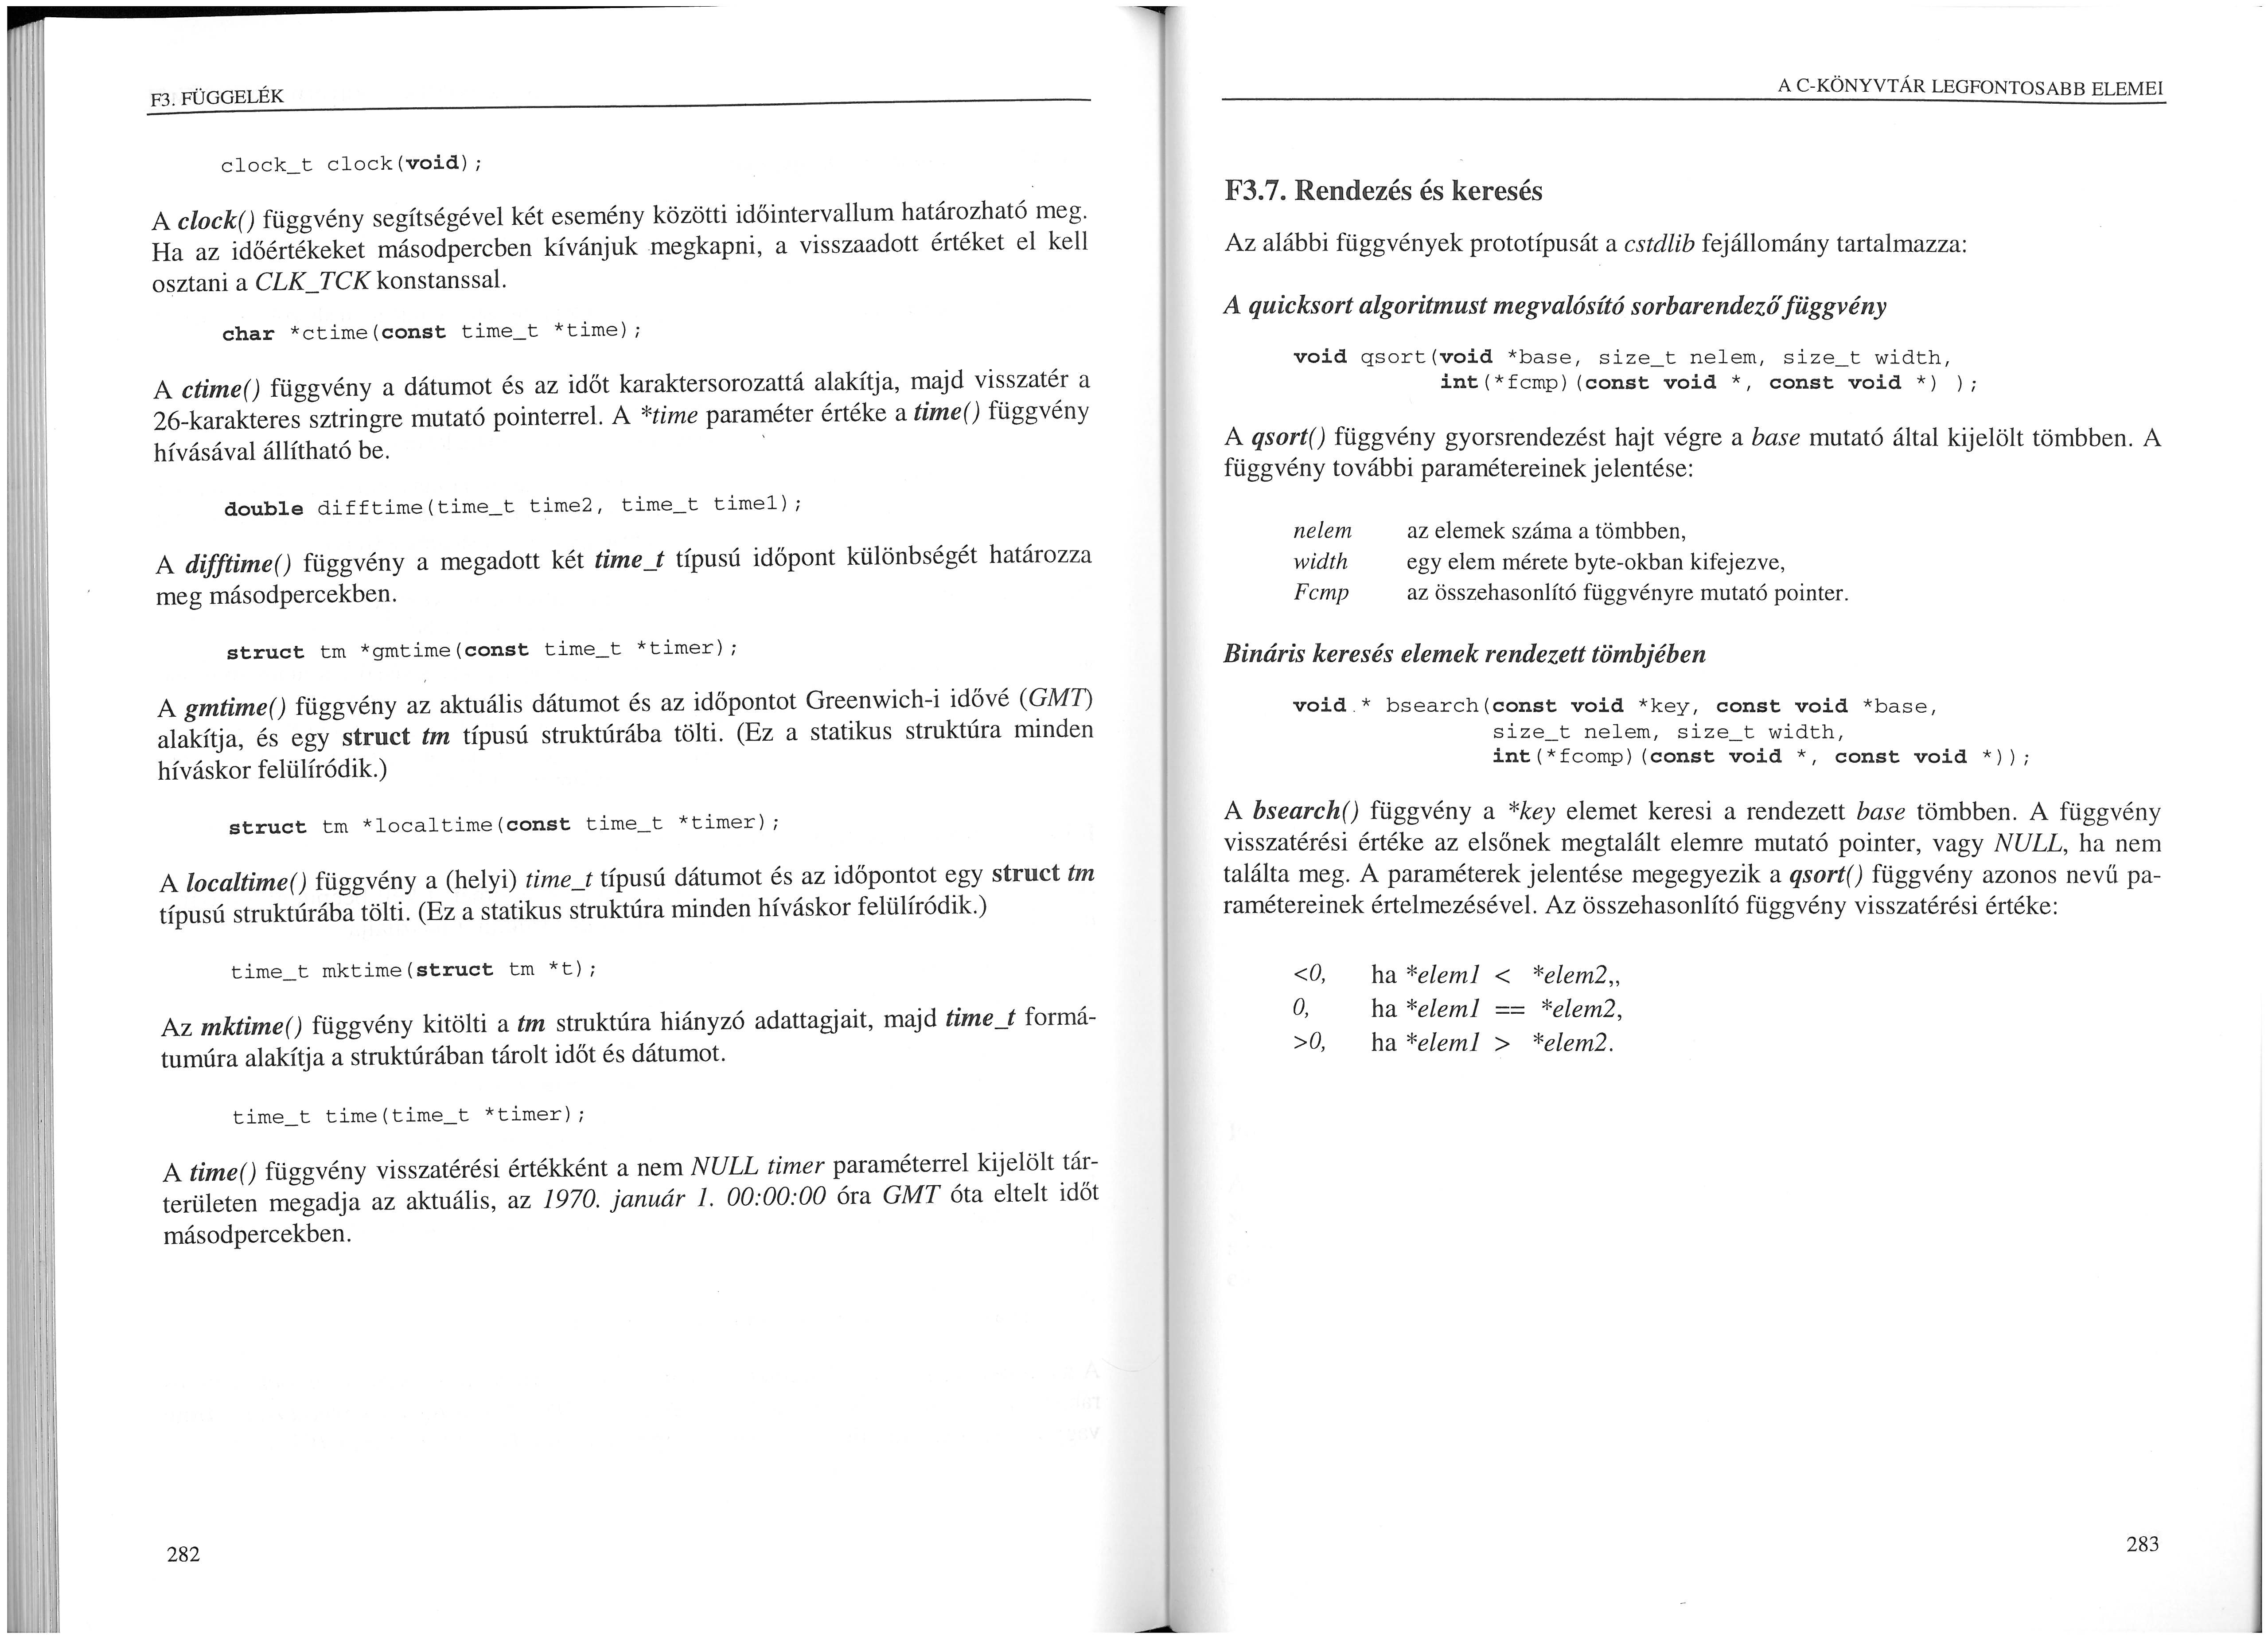 F3. FÜGGELÉK
clock_t clock(void);
A clock() függvény segítségével két esemény közötti időintervallum határozható meg.
Ha az időértékeket másodpercben kívánjuk megkapni, a visszaadott értéket el kell
osztani a CLK_TCK konstanssal.
char *ctime(const time_t *time);
A ctime() függvény a dátumot és az időt karaktersorozattá alakítja, majd visszatér a
26-karakteres sztringre mutató pointerrel. A *time paraméter értéke a time() függvény
hívásával állítható be.
double difftime(time_t time2, time_t time1);
A difftime() függvény a megadott két time_t típusú időpont különbségét határozza
meg másodpercekben.
struct tm *gmtime(const time_t *timer);
A gmtime() függvény az aktuális dátumot és az időpontot Greenwich-i idővé (GMT)
alakítja, és egy struct tm típusú struktúrába tölti. (Ez a statikus struktúra minden
híváskor felülíródik.)
struct tm *localtime(const time_t *timer);
A localtime() függvény a (helyi) time_t típusú dátumot és az időpontot egy struct tm
típusú struktúrába tölti. (Ez a statikus struktúra minden híváskor felülíródik.)
time_t mktime(struct tm *t);
Az mktime() függvény kitölti a tm struktúra hiányzó adattagjait, majd time_t formá-
tumúra alakítja a struktúrában tárolt időt és dátumot.
time_t time(time_t *timer);
A time() függvény visszatérési értékként a nem NULL timer paraméterrel kijelölt tár-
területen megadja az aktuális, az 1970. január 1. 00:00:00 óra GMT óta eltelt időt
másodpercekben.
282
A C-KÖNYVTÁR LEGFONTOSABB ELEMEI
F3.7. Rendezés és keresés
Az alábbi függvények prototípusát a cstdlib fejállomány tartalmazza:
A quicksort algoritmust megvalósító sorbarendező függvény
void qsort(void *base, size_t nelem, size_t width,
int(*fcmp)(const void *, const void *) );
A qsort() függvény gyorsrendezést hajt végre a base mutató által kijelölt tömbben. A
függvény további paramétereinek jelentése:
nelem az elemek száma a tömbben,
width egy elem mérete byte-okban kifejezve,
Fcmp az összehasonlító függvényre mutató pointer.
Bináris keresés elemek rendezett tömbjében
void * bsearch(const void *key, const void *base,
size_t nelem, size_t width,
int(*fcomp)(const void *, const void *));
A bsearch() függvény a *key elemet keresi a rendezett base tömbben. A függvény
visszatérési értéke az elsőnek megtalált elemre mutató pointer, vagy NULL, ha nem
találta meg. A paraméterek jelentése megegyezik a qsort() függvény azonos nevű pa-
ramétereinek értelmezésével. Az összehasonlító függvény visszatérési értéke:
<0, ha *elem1 < *elem2,,
0, ha *elem1 == *elem2,
>0, ha *elem1 > *elem2.
283